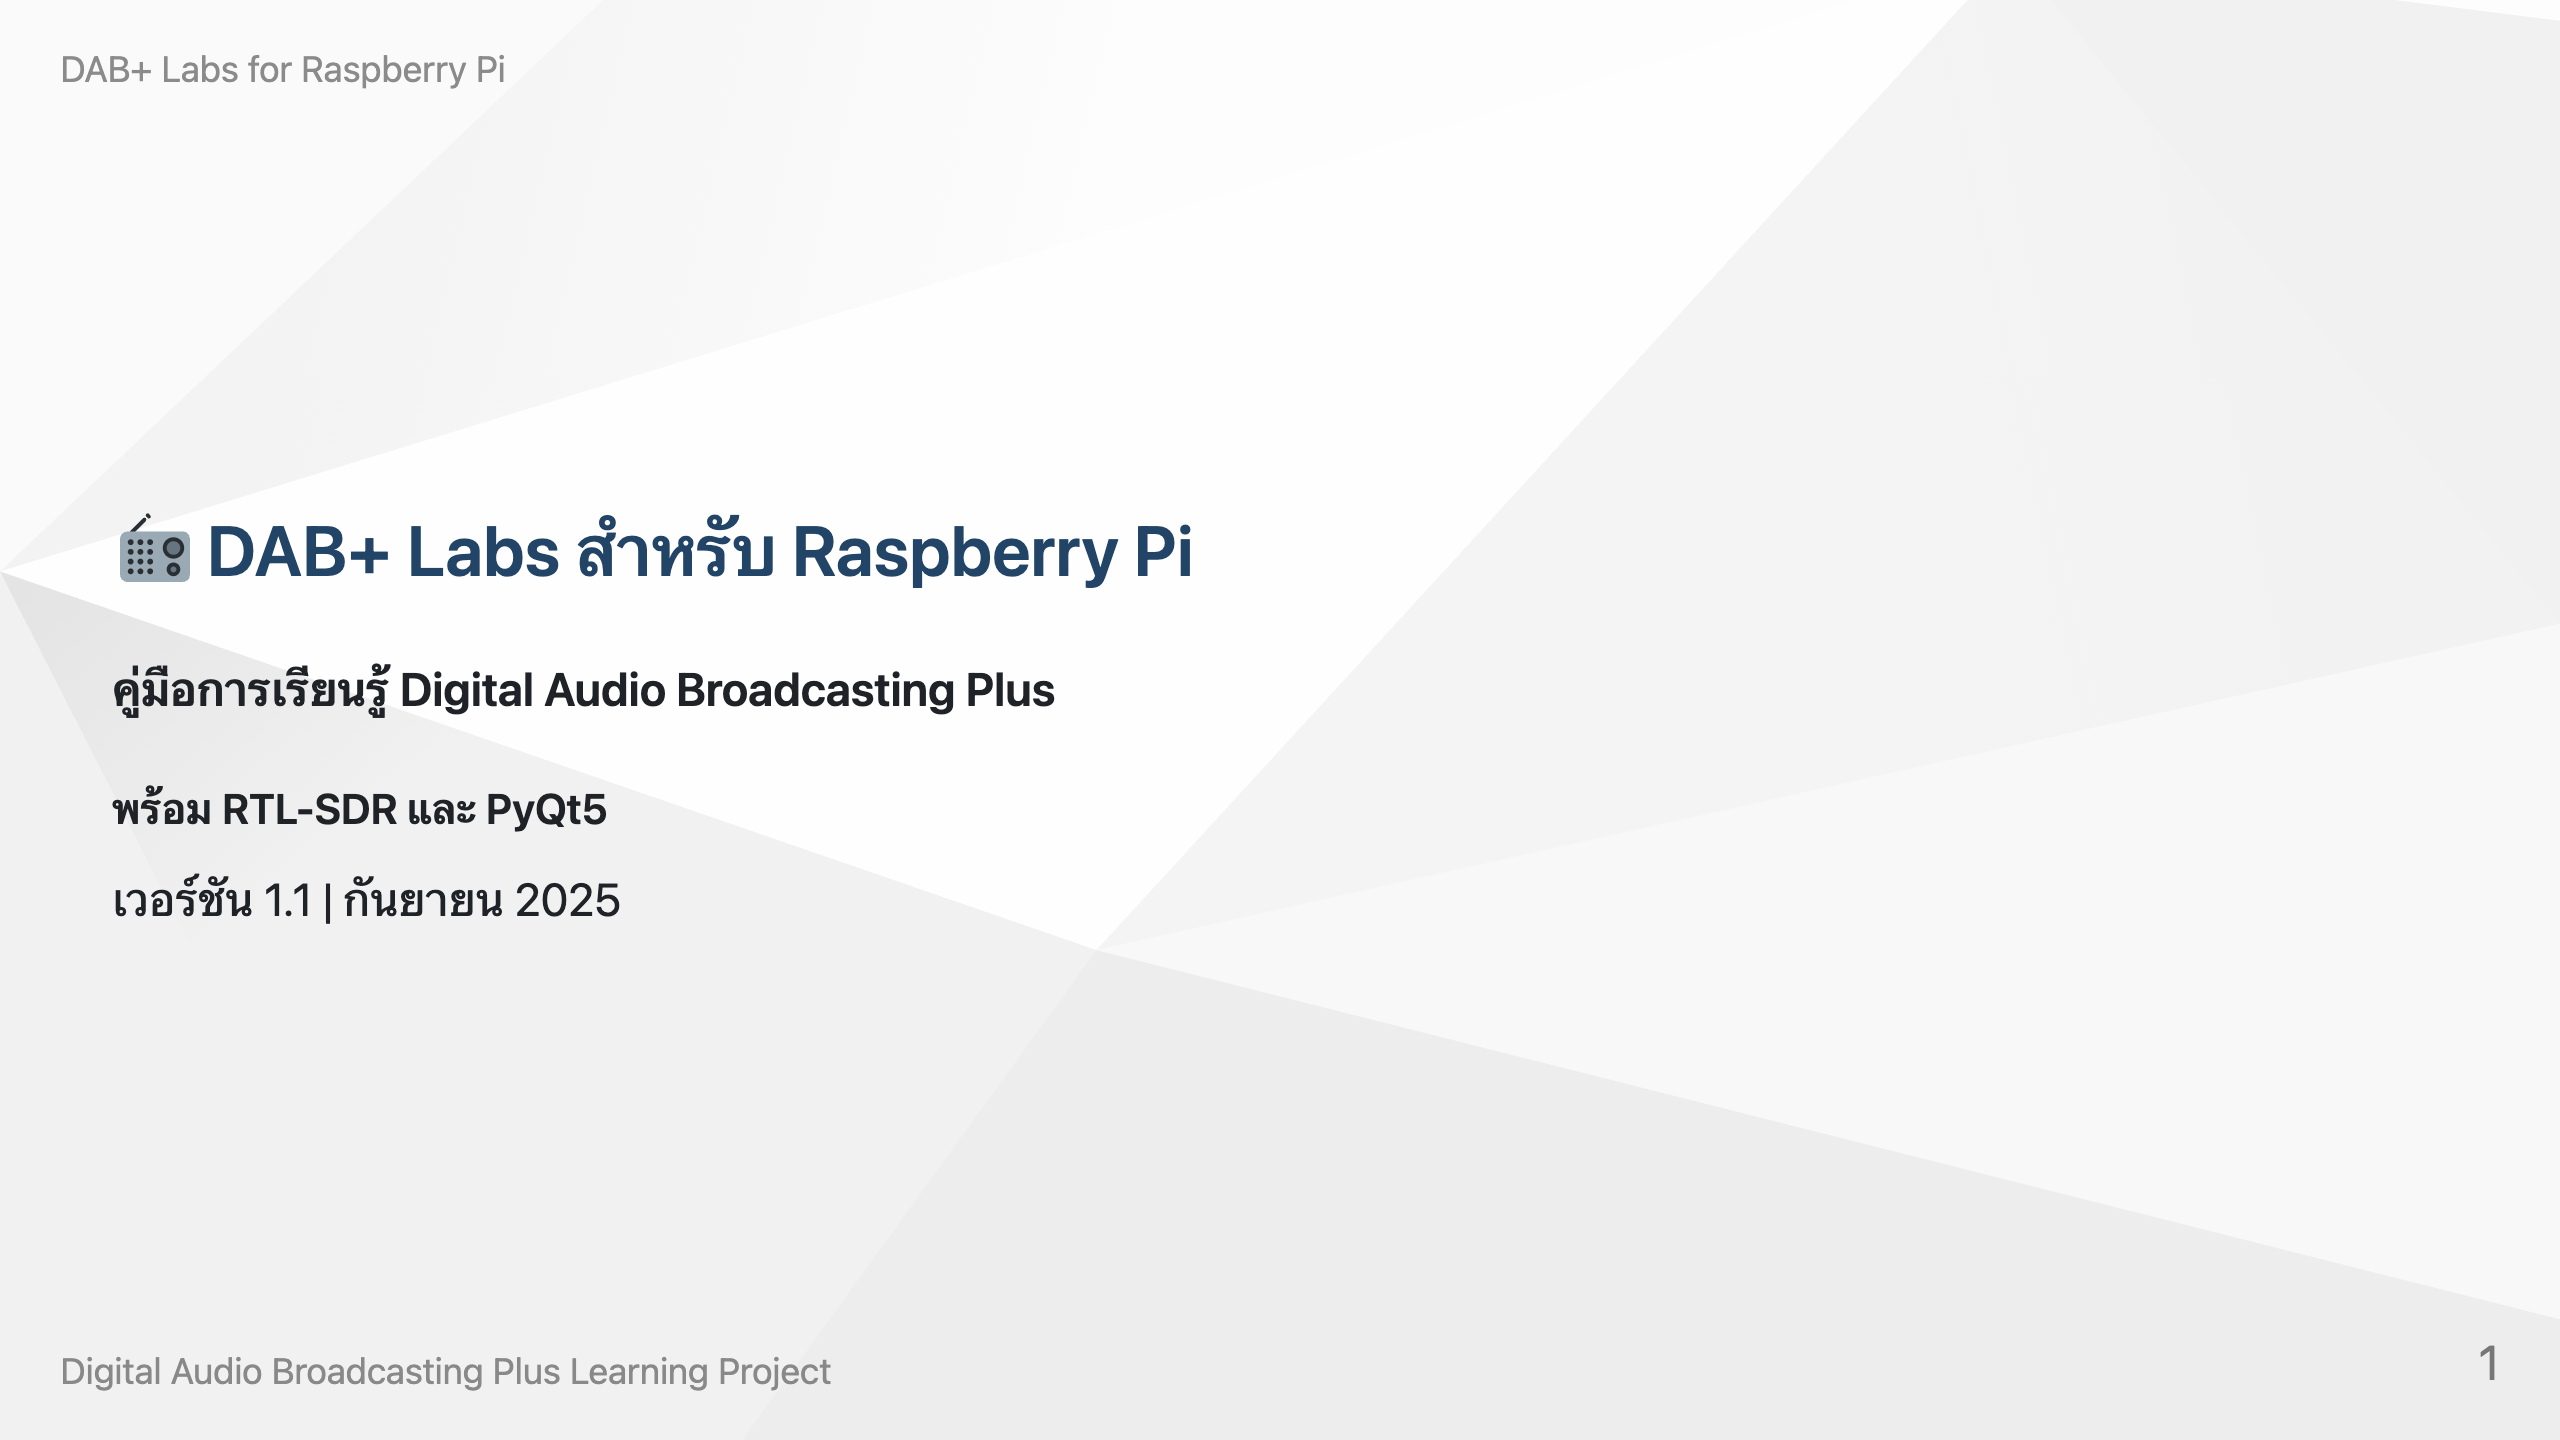 DAB+ Labs for Raspberry Pi
📻 DAB+ Labs สำหรับ Raspberry Pi
คู่มือการเรียนรู้ Digital Audio Broadcasting Plus
พร้อม RTL-SDR และ PyQt5
เวอร์ชัน 1.1 | กันยายน 2025
Digital Audio Broadcasting Plus Learning Project
1